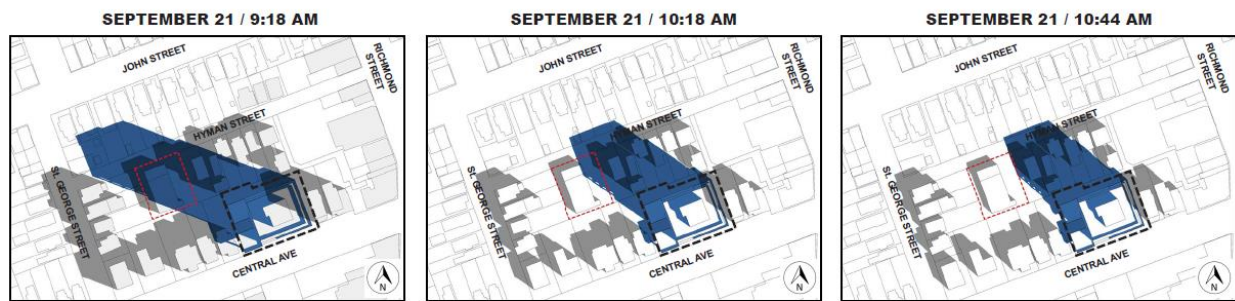 SEPTEMBER 21 / 9:18 AM
JOHN STREET
RICHMOND
STREET
HYMAN STREET
ST. GEORGE STREET
CENTRAL AVE
N
SEPTEMBER 21 / 10:18 AM
JOHN STREET
RICHMOND
STREET
HYMAN STREET
ST. GEORGE STREET
CENTRAL AVE
N
SEPTEMBER 21 / 10:44 AM
JOHN STREET
RICHMOND
STREET
HYMAN STREET
ST. GEORGE STREET
CENTRAL AVE
N